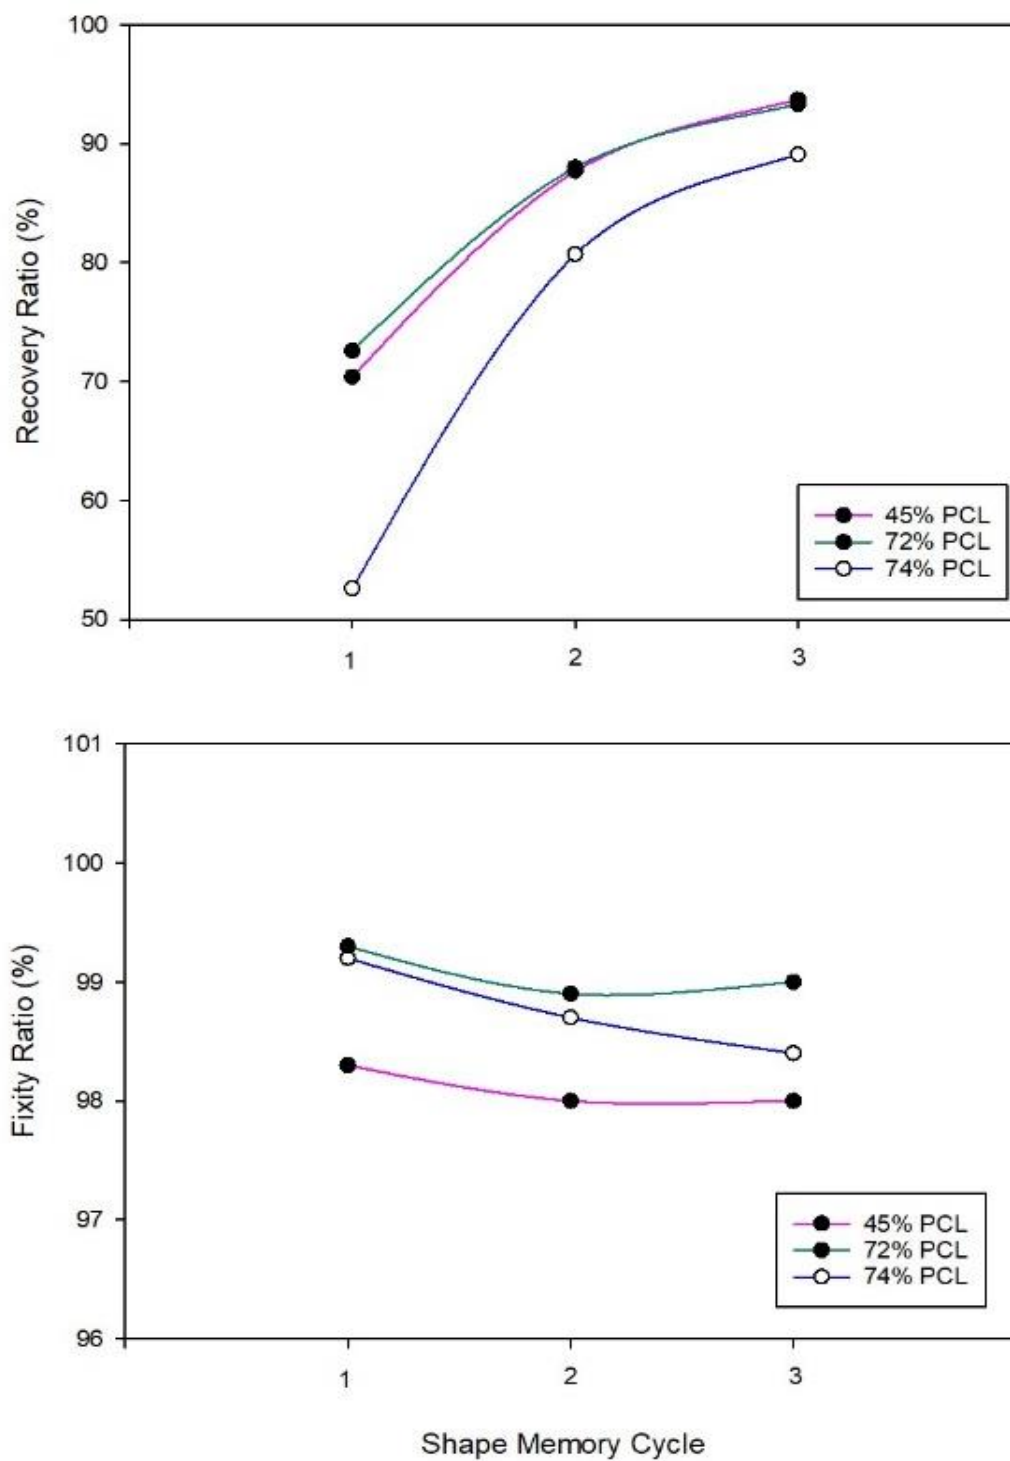 100
90
80
70
60
50
Recovery Ratio (%)
45% PCL
72% PCL
74% PCL
1 2 3
101
100
99
98
97
96
Fixity Ratio (%)
45% PCL
72% PCL
74% PCL
1 2 3
Shape Memory Cycle